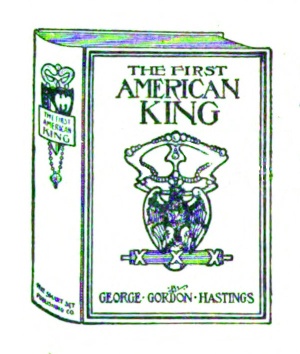 THE FIRST
AMERICAN
KING
GEORGE · GORDON · HASTINGS
THE FIRST
AMERICAN
KING
THE SMART SET
PUBLISHING CO.